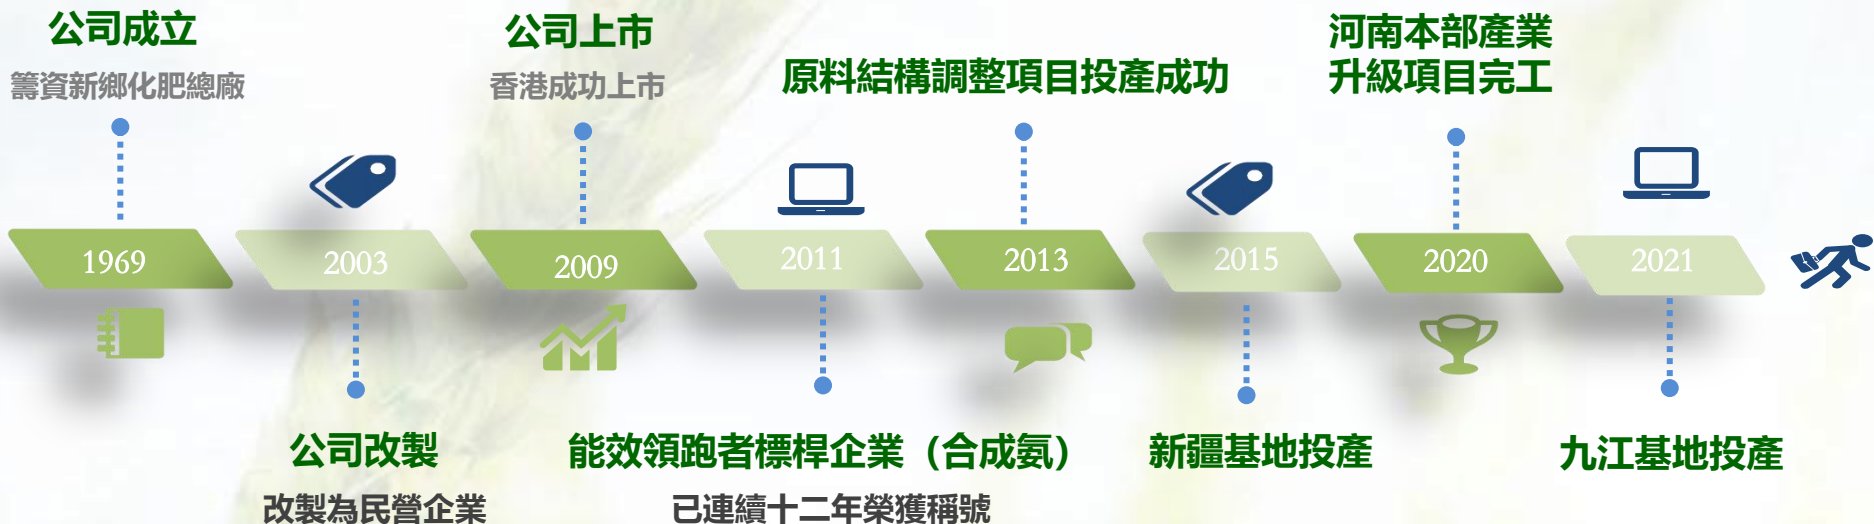 公司成立
籌資新鄉化肥總廠
公司上市
香港成功上市
原料結構調整項目投產成功
河南本部產業
升級項目完工
1969
2003
2009
2011
2013
2015
2020
2021
公司改製
改製為民營企業
能效領跑者標桿企業（合成氨）
已連續十二年榮獲稱號
新疆基地投產
九江基地投產